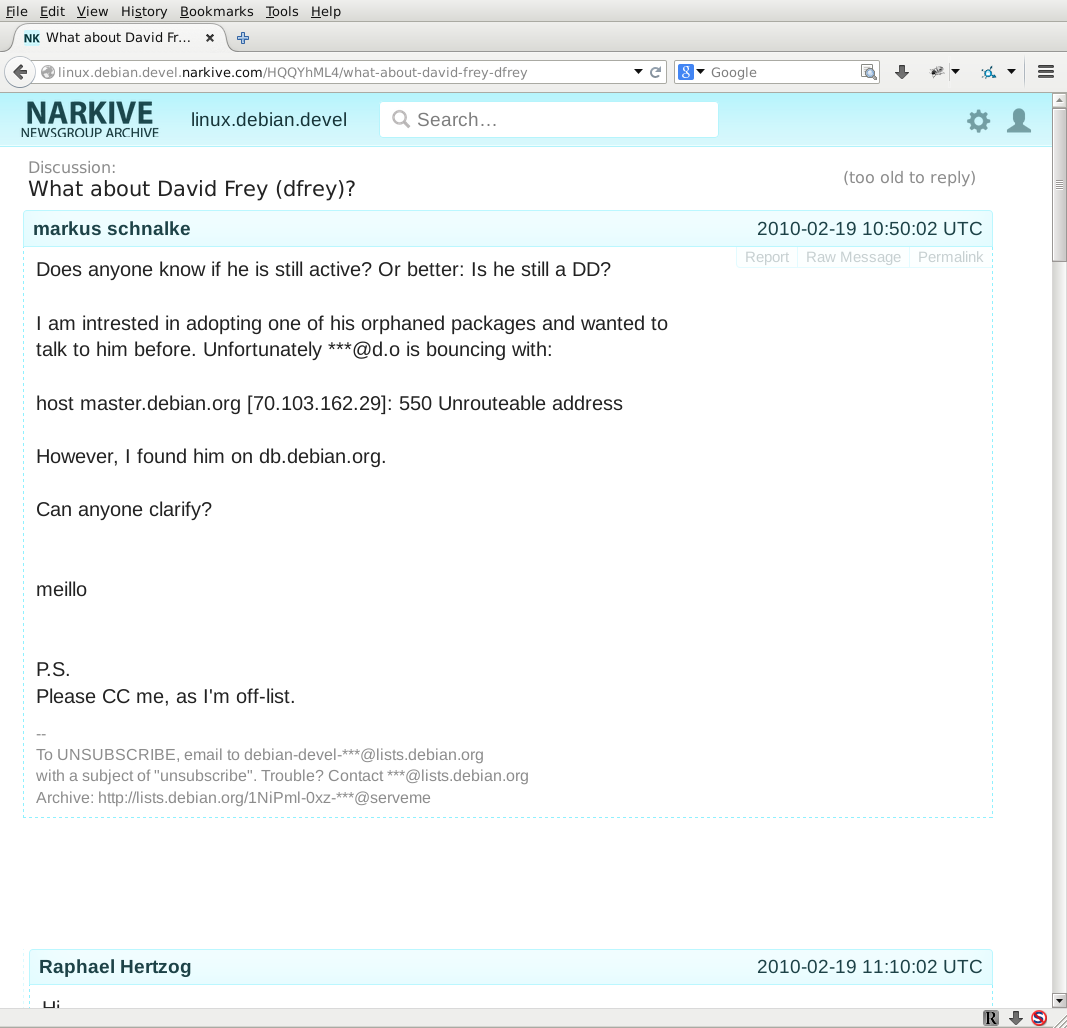 File Edit View History Bookmarks Tools Help
NK What about David Fr...
linux.debian.devel.narkive.com/HQQYhML4/what-about-david-frey-dfrey
8 Google
NARKIVE
NEWSGROUP ARCHIVE
linux.debian.devel
Search...
Discussion:
What about David Frey (dfrey)?
(too old to reply)
markus schnalke 2010-02-19 10:50:02 UTC
Report Raw Message Permalink
Does anyone know if he is still active? Or better: Is he still a DD?
I am intrested in adopting one of his orphaned packages and wanted to
talk to him before. Unfortunately ***@d.o is bouncing with:
host master.debian.org [70.103.162.29]: 550 Unrouteable address
However, I found him on db.debian.org.
Can anyone clarify?
meillo
P.S.
Please CC me, as I'm off-list.
--
To UNSUBSCRIBE, email to debian-devel-***@lists.debian.org
with a subject of "unsubscribe". Trouble? Contact ***@lists.debian.org
Archive: http://lists.debian.org/1NiPml-0xz-***@serveme
Raphael Hertzog 2010-02-19 11:10:02 UTC
Hi
R S